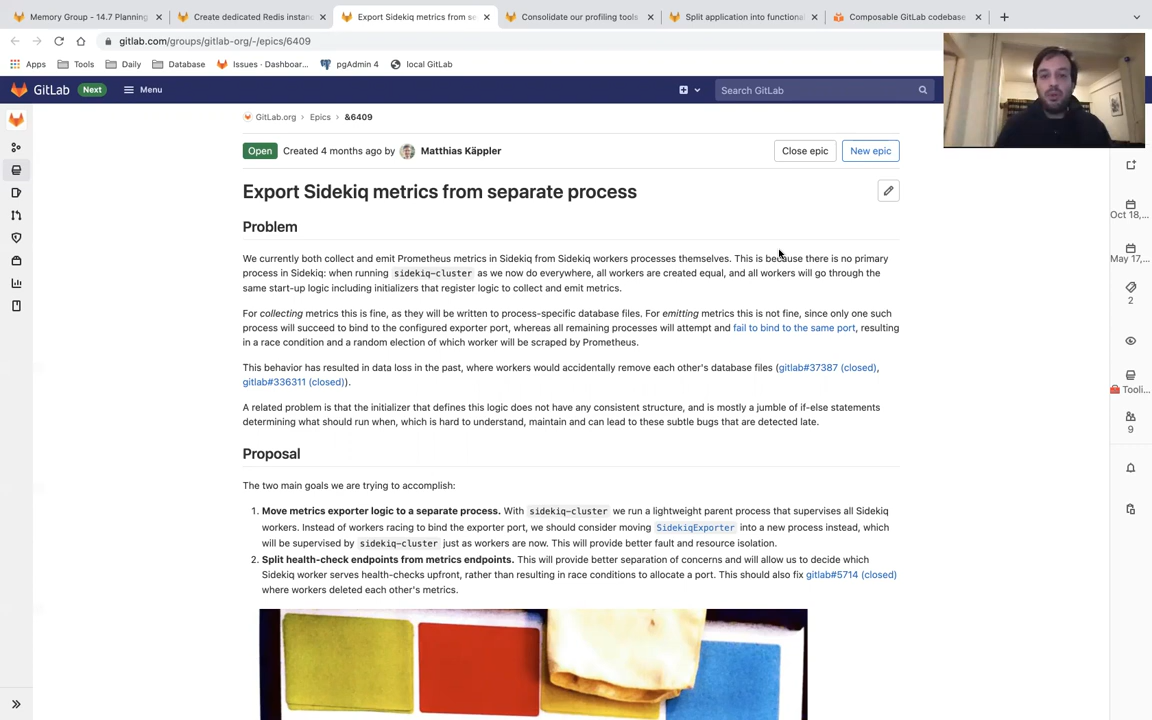 Memory Group - 14.7 Planning
Create dedicated Redis instan
Export Sidekiq metrics from se
Consolidate our profiling tools
Split application into functiona
Composable GitLab codebase
gitlab.com/groups/gitlab-org/-/epics/6409
Apps
Tools
Daily
Database
Issues · Dashboar...
pgAdmin 4
local GitLab
GitLab
Next
Menu
Search GitLab
GitLab.org › Epics › &6409
Open
Created 4 months ago by Matthias Käppler
Close epic
New epic
Export Sidekiq metrics from separate process
Problem
We currently both collect and emit Prometheus metrics in Sidekiq from Sidekiq workers processes themselves. This is because there is no primary
process in Sidekiq: when running sidekiq-cluster as we now do everywhere, all workers are created equal, and all workers will go through the
same start-up logic including initializers that register logic to collect and emit metrics.
For collecting metrics this is fine, as they will be written to process-specific database files. For emitting metrics this is not fine, since only one such
process will succeed to bind to the configured exporter port, whereas all remaining processes will attempt and fail to bind to the same port, resulting
in a race condition and a random election of which worker will be scraped by Prometheus.
This behavior has resulted in data loss in the past, where workers would accidentally remove each other's database files (gitlab#37387 (closed),
gitlab#336311 (closed)).
A related problem is that the initializer that defines this logic does not have any consistent structure, and is mostly a jumble of if-else statements
determining what should run when, which is hard to understand, maintain and can lead to these subtle bugs that are detected late.
Proposal
The two main goals we are trying to accomplish:
1. Move metrics exporter logic to a separate process. With sidekiq-cluster we run a lightweight parent process that supervises all Sidekiq
workers. Instead of workers racing to bind the exporter port, we should consider moving SidekiqExporter into a new process instead, which
will be supervised by sidekiq-cluster just as workers are now. This will provide better fault and resource isolation.
2. Split health-check endpoints from metrics endpoints. This will provide better separation of concerns and will allow us to decide which
Sidekiq worker serves health-checks upfront, rather than resulting in race conditions to allocate a port. This should also fix gitlab#5714 (closed)
where workers deleted each other's metrics.
Oct 18,...
May 17,...
2
Tooli...
9